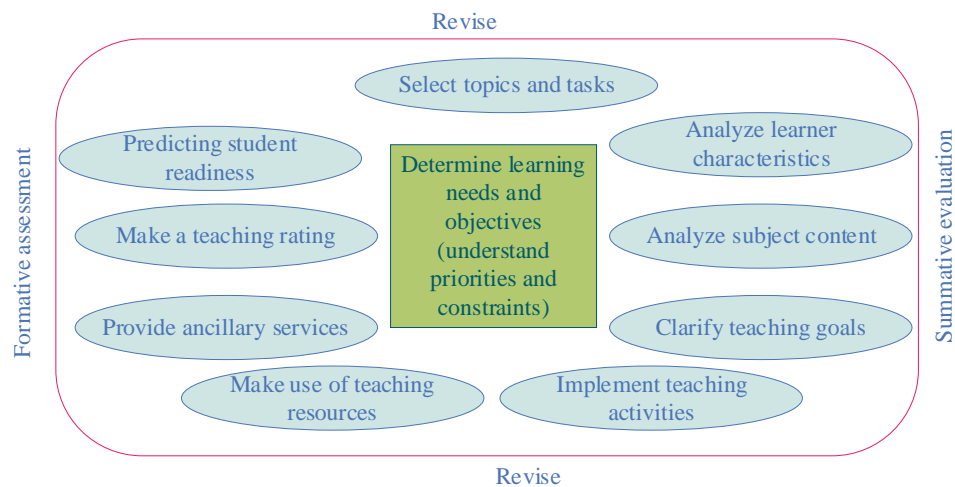 Revise
Select topics and tasks
Predicting student
readiness
Analyze learner
characteristics
Determine learning
needs and
objectives
(understand
priorities and
constraints)
Make a teaching rating
Analyze subject content
Provide ancillary services
Clarify teaching goals
Make use of teaching
resources
Implement teaching
activities
Formative assessment
Summative evaluation
Revise